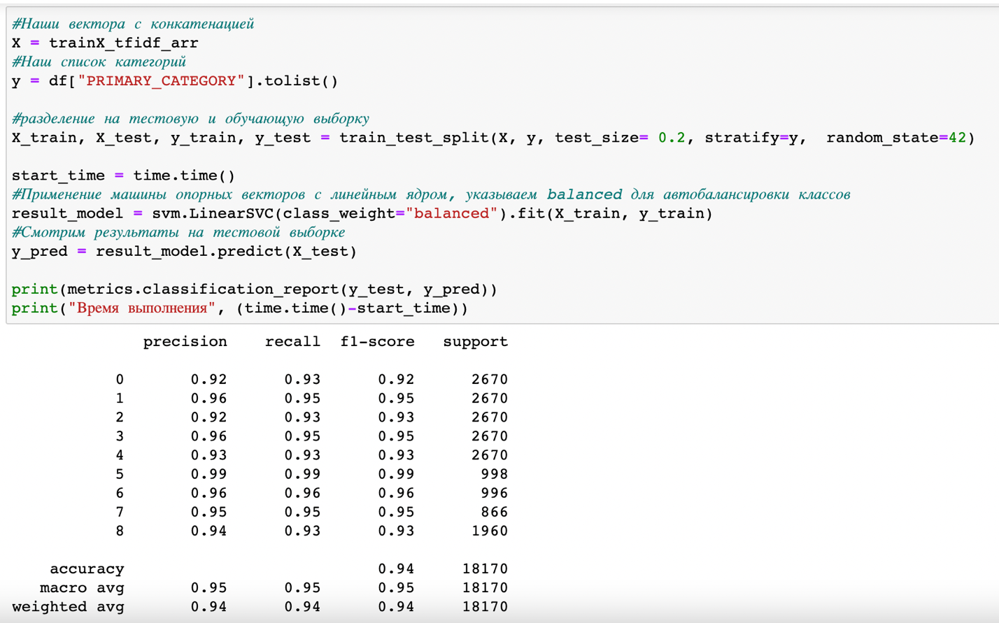 #Наши вектора с конкатенацией
X = trainX_tfidf_arr
#Наш список категорий
y = df["PRIMARY_CATEGORY"].tolist()
#разделение на тестовую и обучающую выборку
X_train, X_test, y_train, y_test = train_test_split(X, y, test_size= 0.2, stratify=y,  random_state=42)
start_time = time.time()
#Применение машины опорных векторов с линейным ядром, указываем balanced для автобалансировки классов
result_model = svm.LinearSVC(class_weight="balanced").fit(X_train, y_train)
#Смотрим результаты на тестовой выборке
y_pred = result_model.predict(X_test)
print(metrics.classification_report(y_test, y_pred))
print("Время выполнения", (time.time()-start_time))
precision recall f1-score support
0 0.92 0.93 0.92 2670
1 0.96 0.95 0.95 2670
2 0.92 0.93 0.93 2670
3 0.96 0.95 0.95 2670
4 0.93 0.93 0.93 2670
5 0.99 0.99 0.99 998
6 0.96 0.96 0.96 996
7 0.95 0.95 0.95 866
8 0.94 0.93 0.93 1960
accuracy 0.94 18170
macro avg 0.95 0.95 0.95 18170
weighted avg 0.94 0.94 0.94 18170